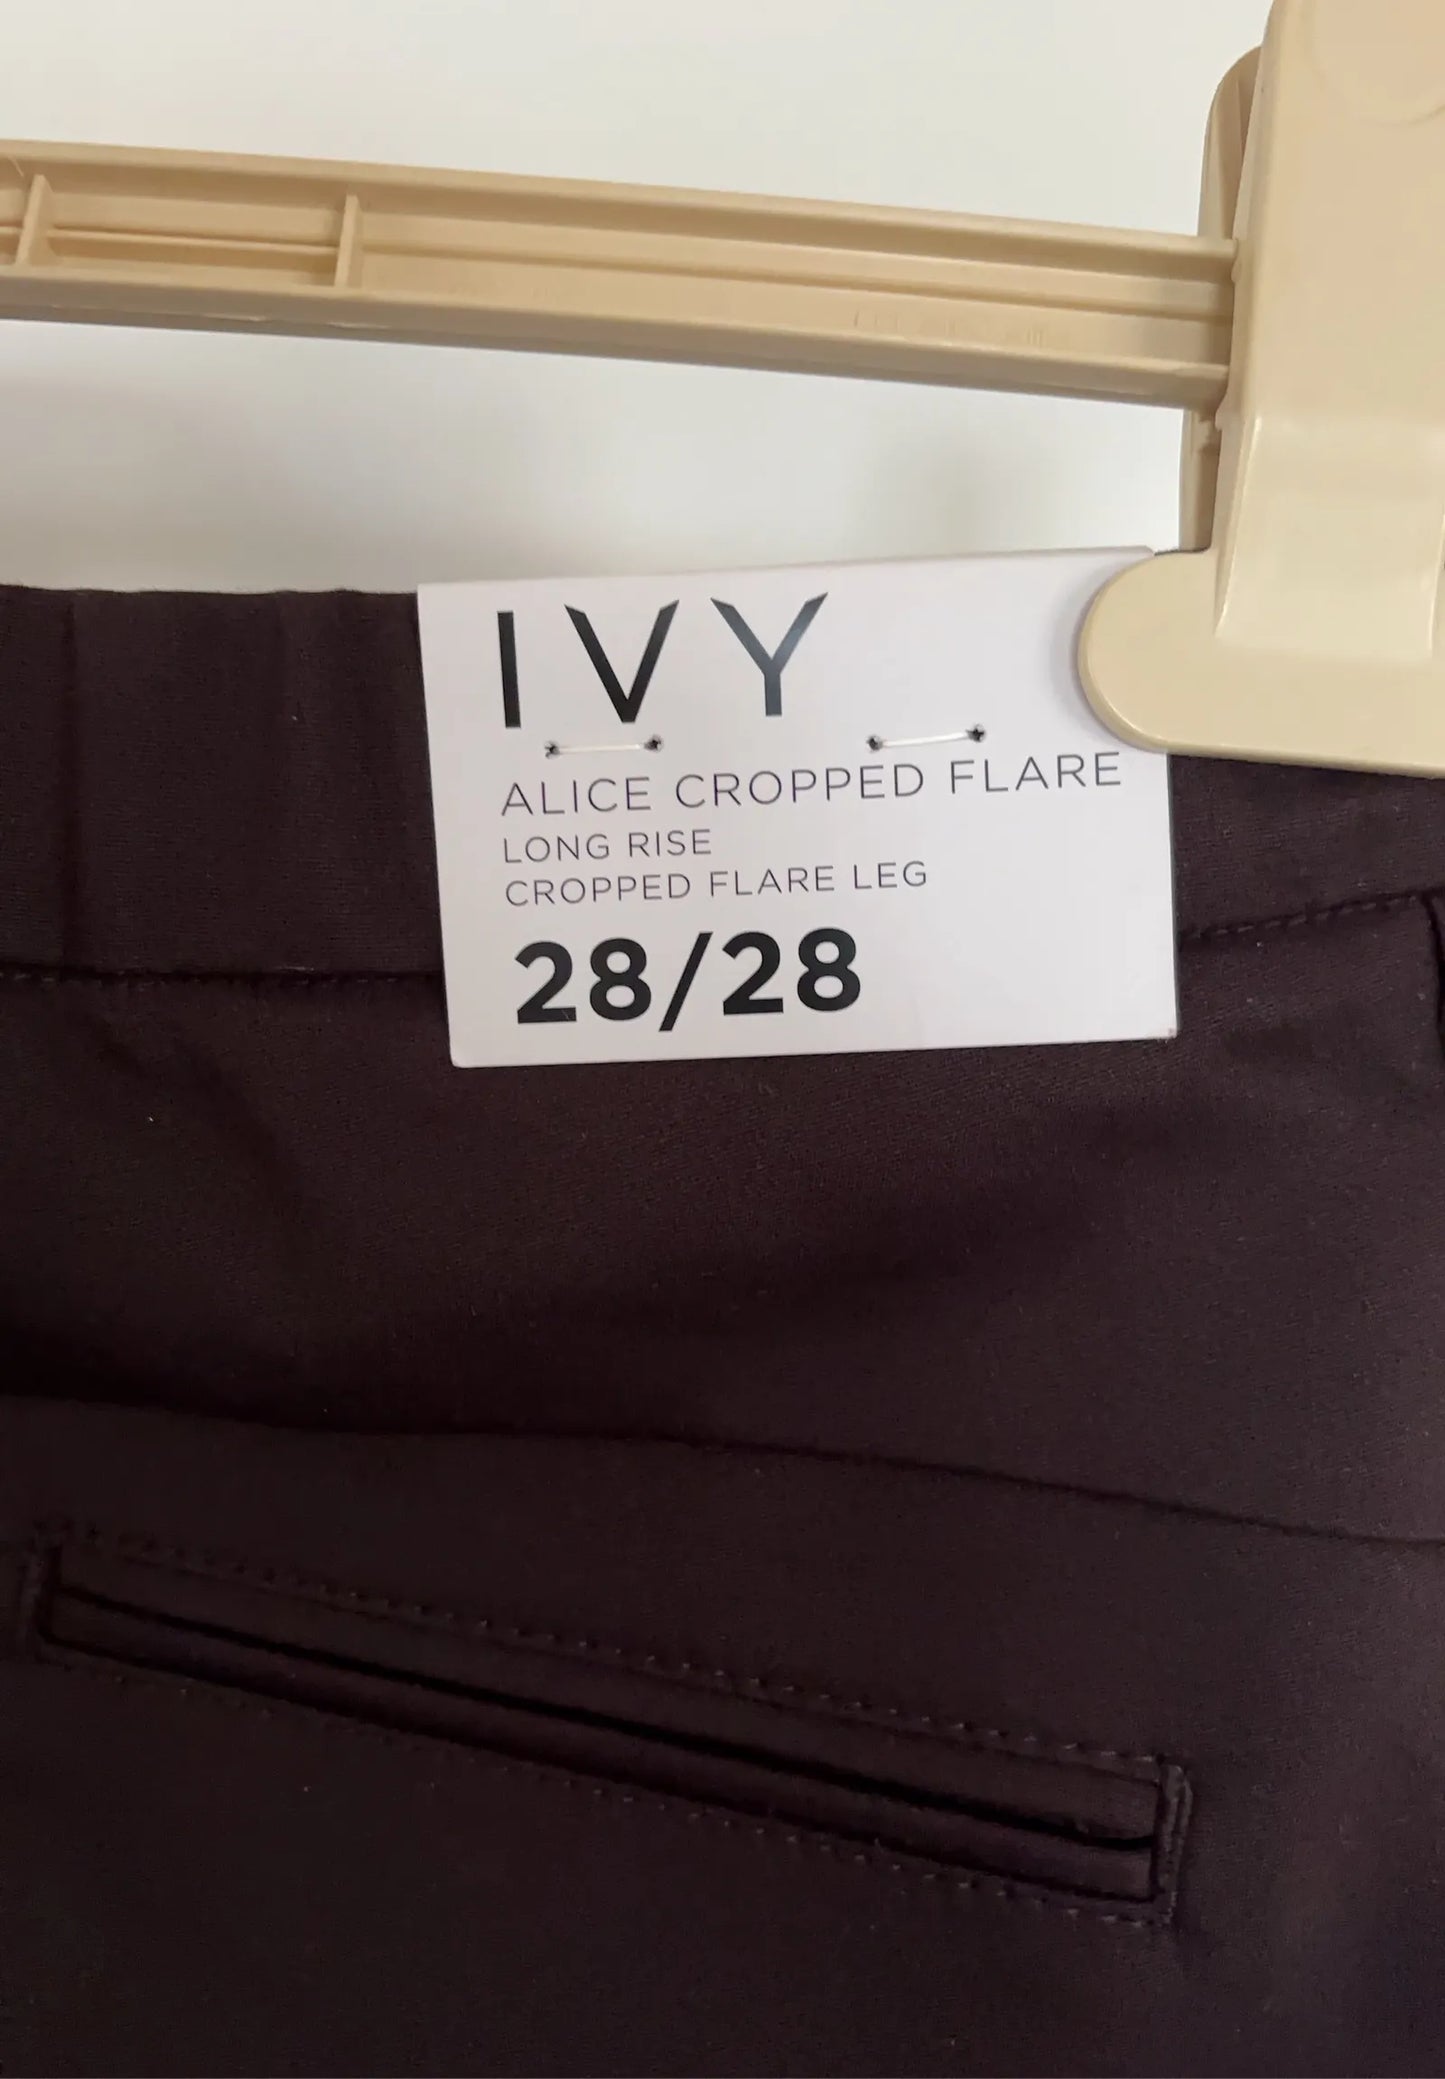 IVY
ALICE CROPPED FLARE
LONG RISE
CROPPED FLARE LEG
28/28